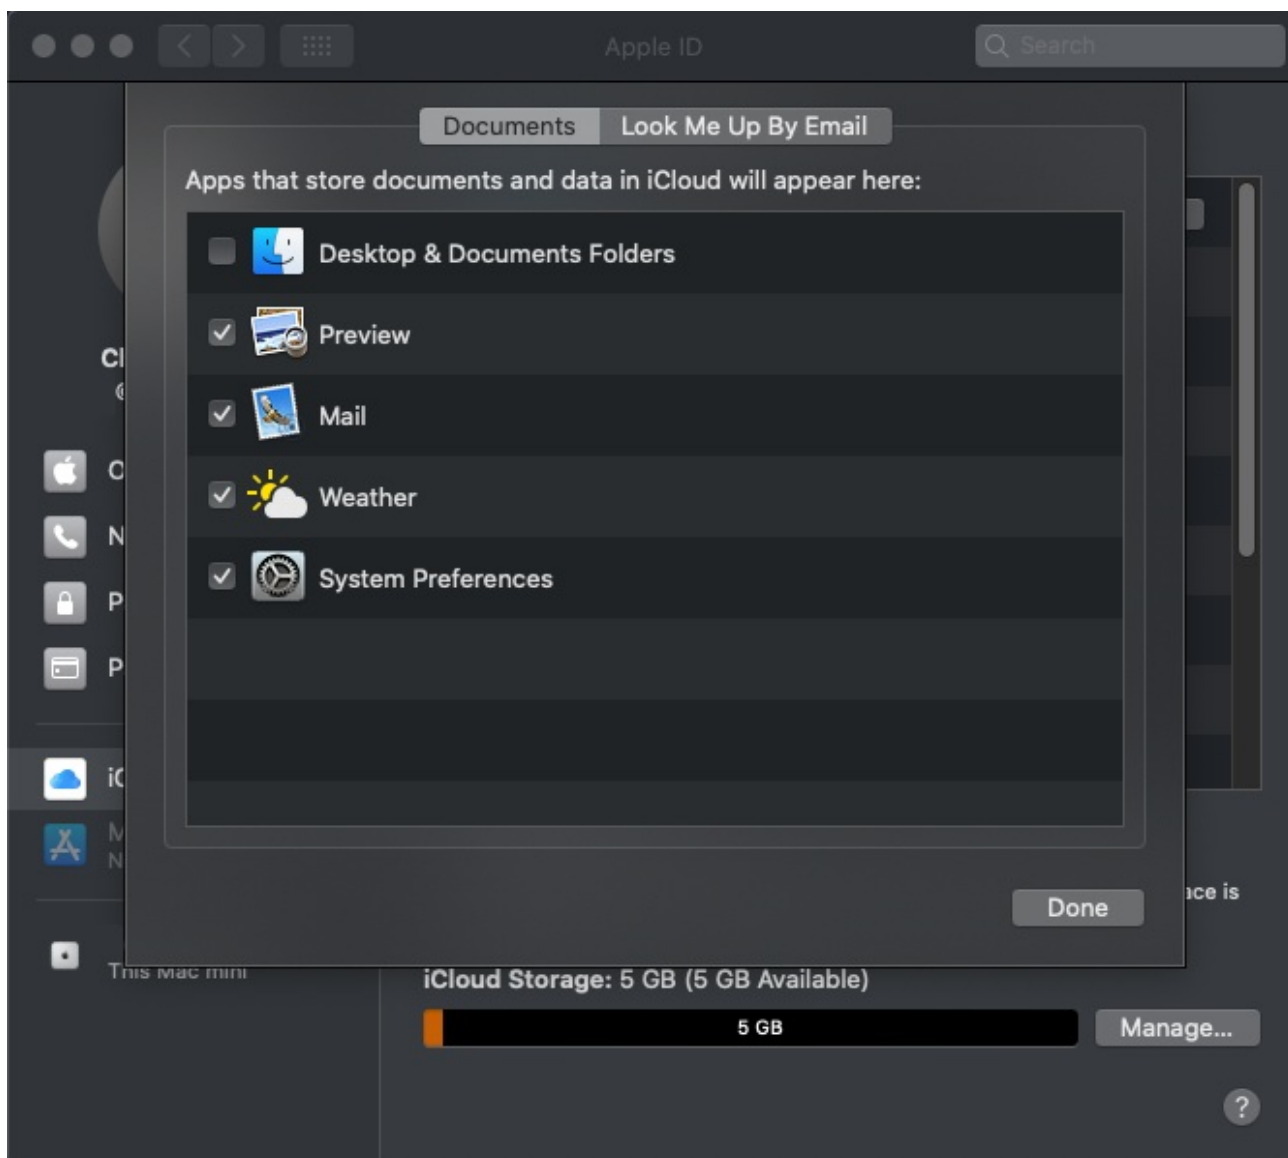 Apple ID
Search
Documents
Look Me Up By Email
Apps that store documents and data in iCloud will appear here:
Desktop & Documents Folders
Preview
Mail
Weather
System Preferences
Done
This Mac mini
iCloud Storage: 5 GB (5 GB Available)
5 GB
Manage...
?